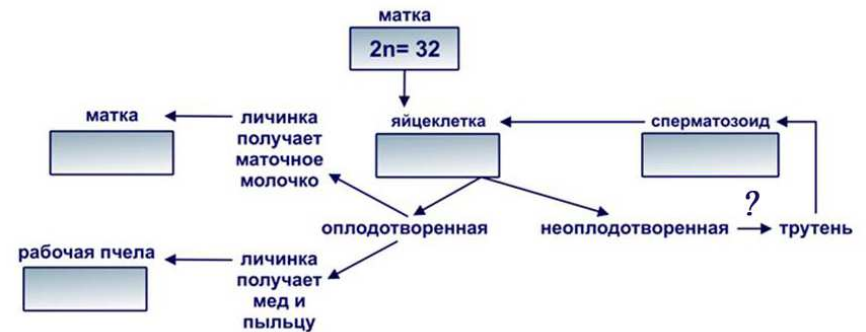 матка
2n= 32
матка
личинка
получает
маточное
молочко
яйцеклетка
сперматозоид
?
оплодотворенная
неоплодотворенная
трутень
рабочая пчела
личинка
получает
мед и
пыльцу